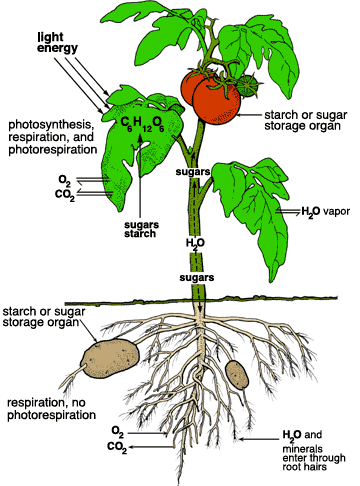 light
energy
photosynthesis,
respiration, and
photorespiration
C6H12O6
starch or sugar
storage organ
O2
CO2
sugars
starch
sugars
H2O vapor
H2O
sugars
starch or sugar
storage organ
respiration, no
photorespiration
O2
CO2
H2O and
minerals
enter through
root hairs